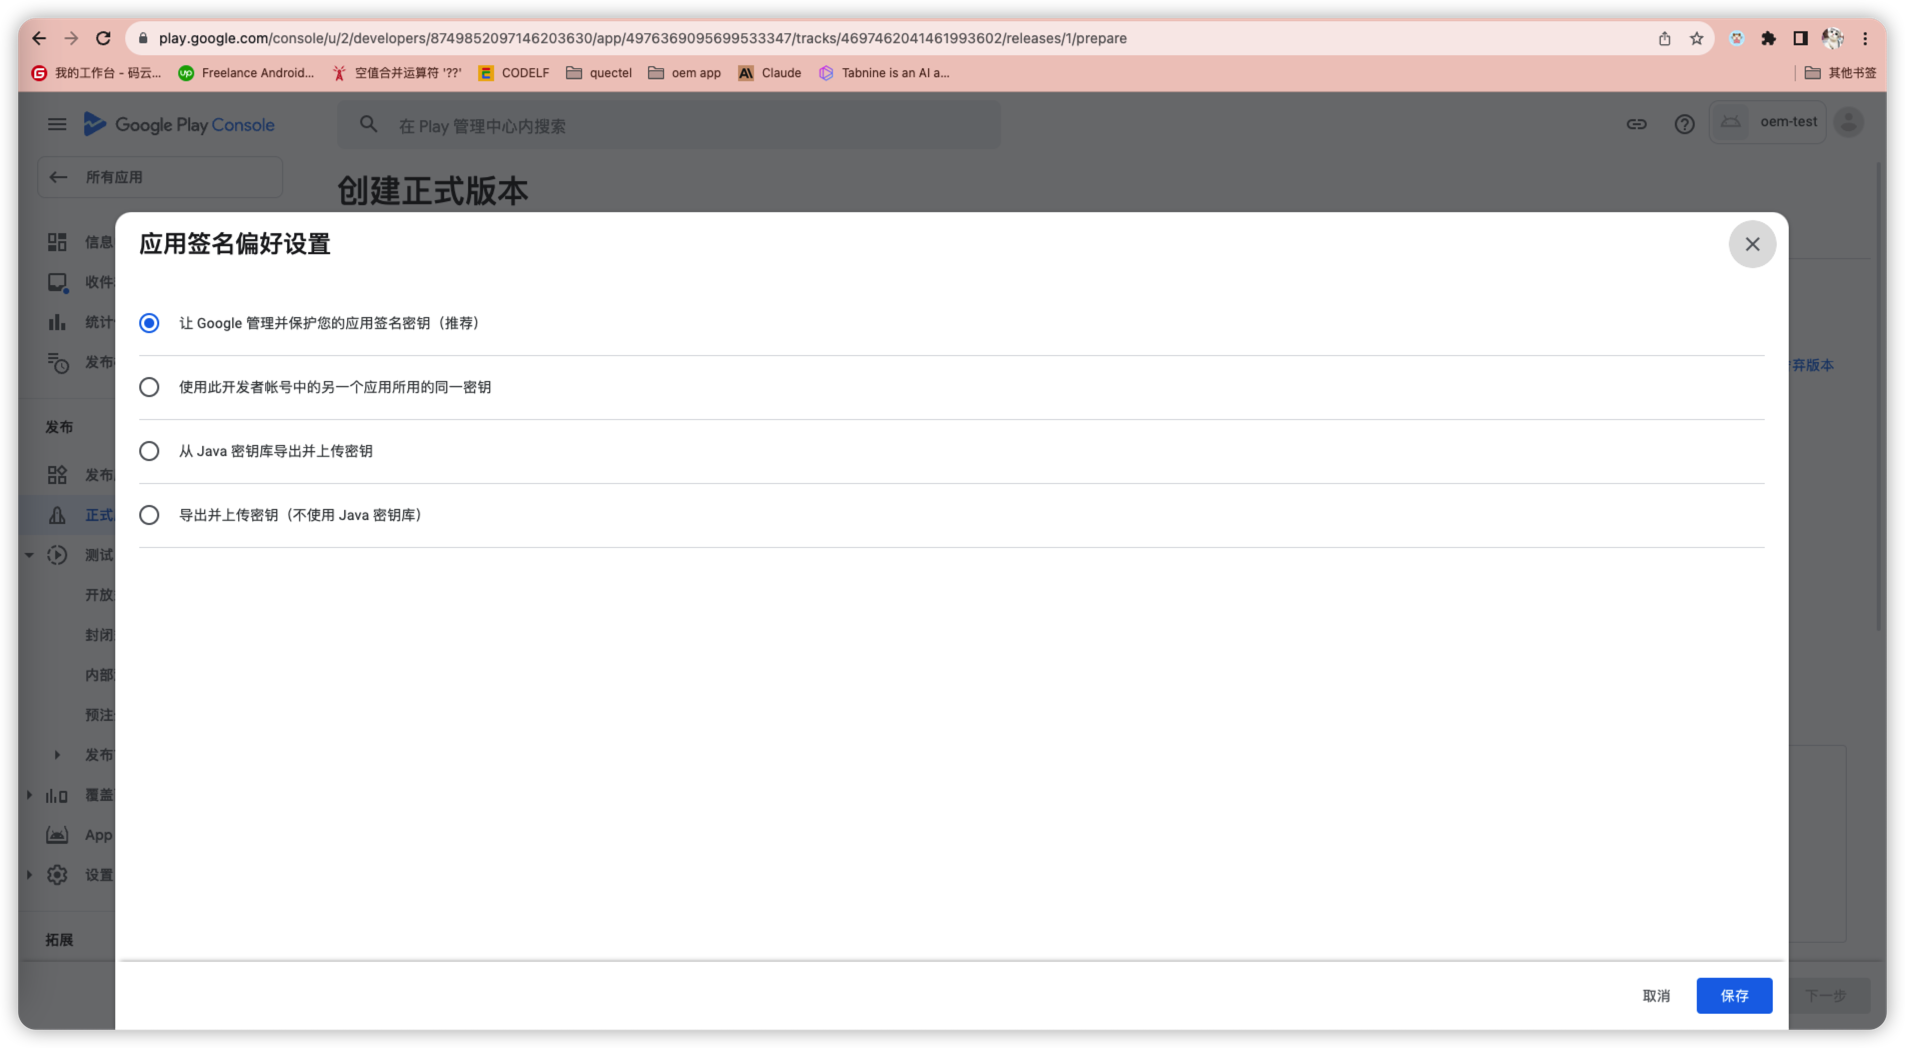 play.google.com/console/u/2/developers/8749852097146203630/app/4976369095699533347/tracks/4697462041461993602/releases/1/prepare
我的工作台 - 码云... Freelance Android... 空值合并运算符 '??' CODELF quectel oem app Claude Tabnine is an AI a... 其他书签
Google Play Console 在 Play 管理中心内搜索 oem-test
所有应用
创建正式版本
应用签名偏好设置
信息
收件
统计
发布
发布
发布
正式
测试
开放
封闭
内部
预注
发布
覆盖
App
设置
拓展
让 Google 管理并保护您的应用签名密钥（推荐）
使用此开发者帐号中的另一个应用所用的同一密钥
从 Java 密钥库导出并上传密钥
导出并上传密钥（不使用 Java 密钥库）
弃版本
取消 保存 下一步